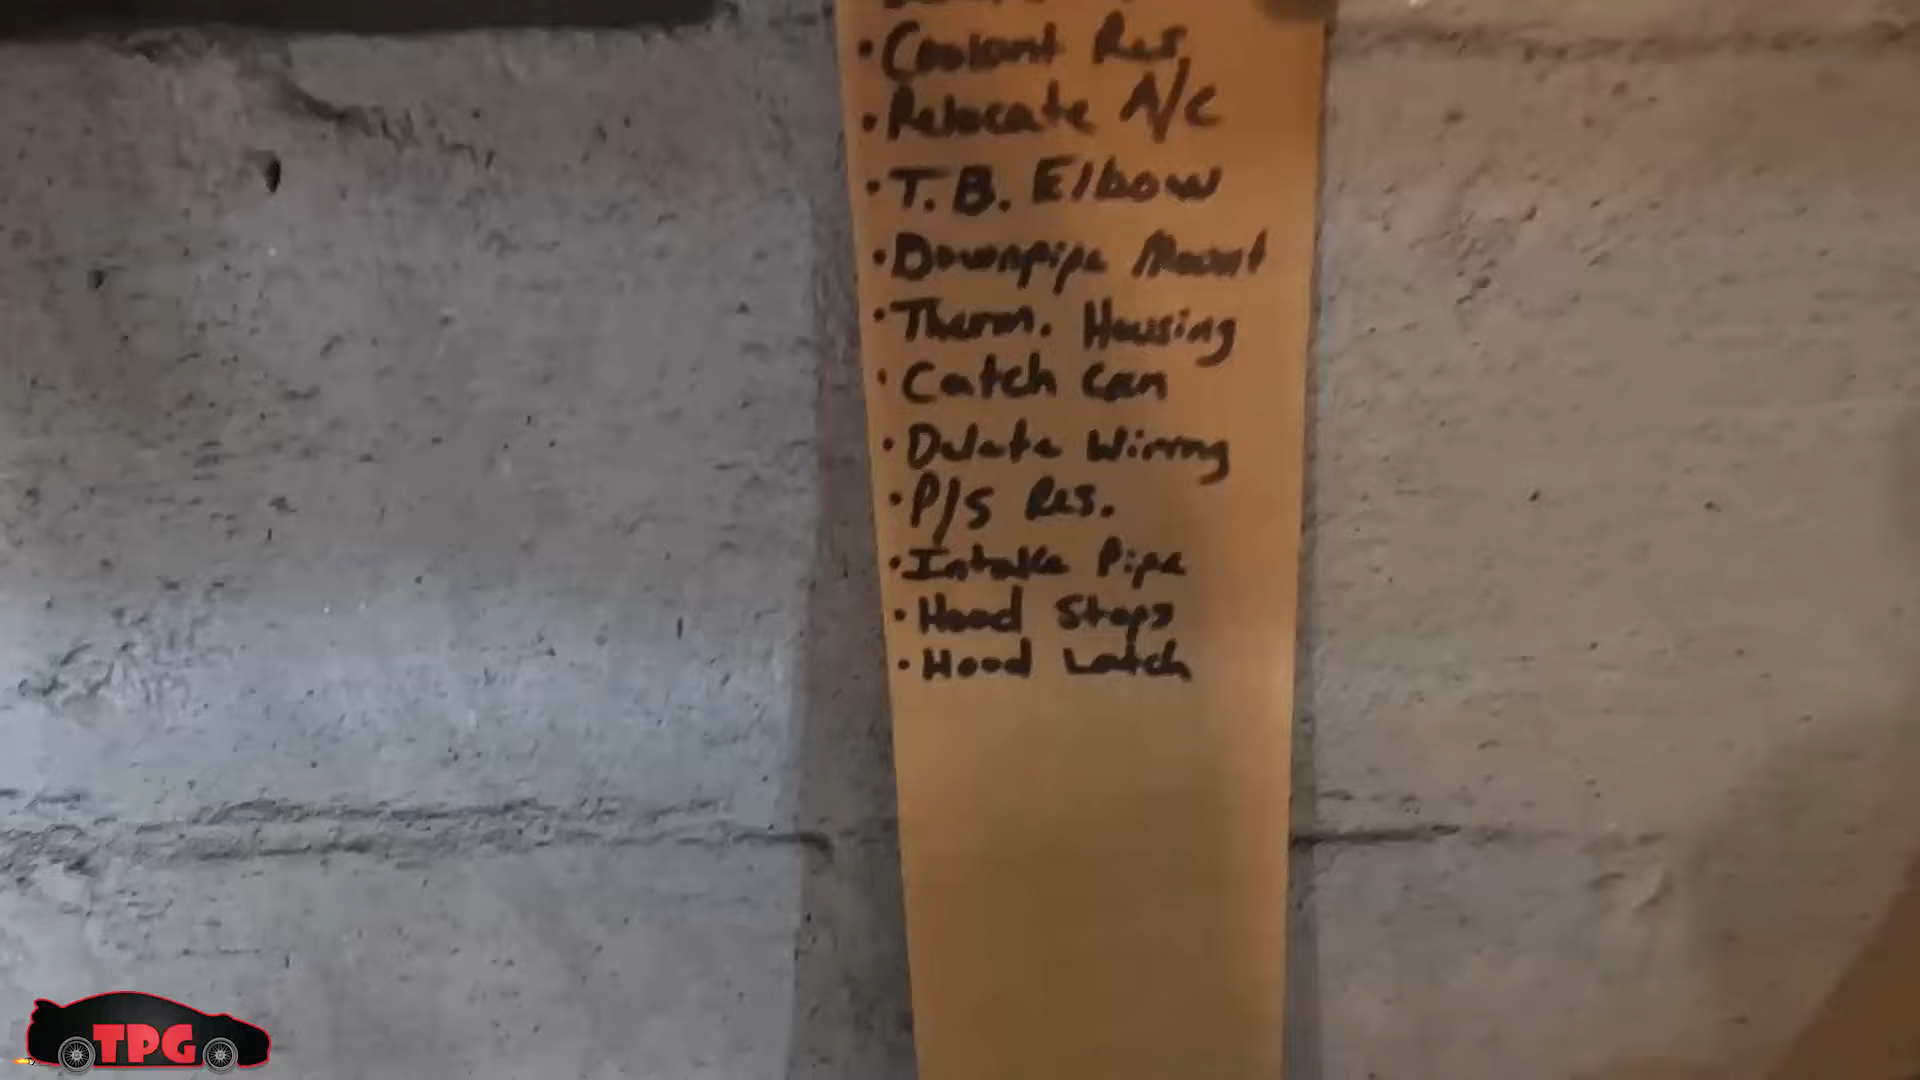 • Coolant Res
• Relocate A/C
• T.B. Elbow
• Downpipe Mount
• Therm. Housing
• Catch Can
• Delete Wiring
• P/S Res.
• Intake Pipe
• Hood Stops
• Hood Latch
TPG